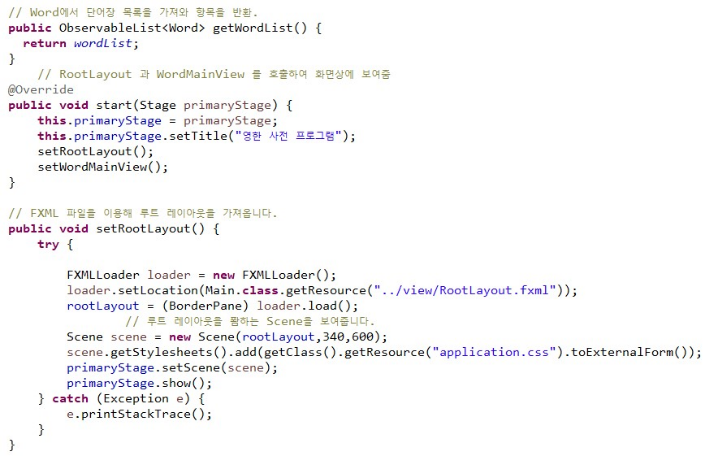 // Word에서 단어장 목록을 가져와 항목을 반환.
public ObservableList<Word> getWordList() {
  return wordList;
}
    // RootLayout 과 WordMainView 를 호출하여 화면상에 보여줌
@Override
public void start(Stage primaryStage) {
    this.primaryStage = primaryStage;
    this.primaryStage.setTitle("영한 사전 프로그램");
    setRootLayout();
    setWordMainView();
}

// FXML 파일을 이용해 루트 레이아웃을 가져옵니다.
public void setRootLayout() {
    try {

        FXMLLoader loader = new FXMLLoader();
        loader.setLocation(Main.class.getResource("../view/RootLayout.fxml"));
        rootLayout = (BorderPane) loader.load();
                // 루트 레이아웃을 뫔하는 Scene을 보여줍니다.
        Scene scene = new Scene(rootLayout,340,600);
        scene.getStylesheets().add(getClass().getResource("application.css").toExternalForm());
        primaryStage.setScene(scene);
        primaryStage.show();
    } catch (Exception e) {
        e.printStackTrace();
    }
}